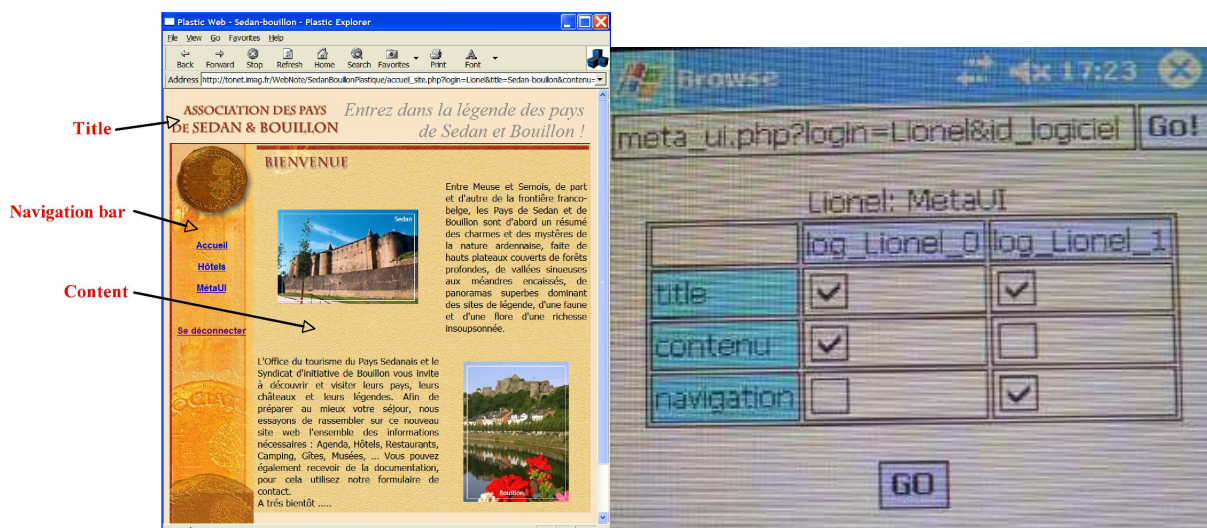 Plastic Web - Sedan-bouillon - Plastic Explorer
File View Go Favorites Help
Back Forward Stop Refresh Home Search Favorites Print Font
Address http://tonet.imag.fr/WebNote/SedanBouillonPlastique/accueil_site.php?login=Lionel&title=Sedan-bouillon&contenu=
Title
ASSOCIATION DES PAYS
DE SEDAN & BOUILLON
Entrez dans la légende des pays
de Sedan et Bouillon !
Navigation bar
Content
Accueil
Hôtels
MétaUI
Se déconnecter
BIENVENUE
Sedan
Entre Meuse et Semois, de part
et d'autre de la frontière franco-
belge, les Pays de Sedan et de
Bouillon sont d'abord un résumé
des charmes et des mystères de
la nature ardennaise, faite de
hauts plateaux couverts de forêts
profondes, de vallées sinueuses
aux méandres encaissés, de
panoramas superbes dominant
des sites de légende, d'une faune
et d'une flore d'une richesse
insoupsonnée.
L'Office du tourisme du Pays Sedanais et le
Syndicat d'initiative de Bouillon vous invite
à découvrir et visiter leurs pays, leurs
châteaux et leurs légendes. Afin de
préparer au mieux votre séjour, nous
essayons de rassembler sur ce nouveau
site web l'ensemble des informations
nécessaires : Agenda, Hôtels, Restaurants,
Camping, Gîtes, Musées, ... Vous pouvez
également recevoir de la documentation,
pour cela utilisez notre formulaire de
contact.
A trés bientôt .....
Bouillon
Browse 17:23
meta_ui.php?login=Lionel&id_logiciel Go!
Lionel: MetaUI
log_Lionel_0 log_Lionel_1
title
contenu
navigation
GO